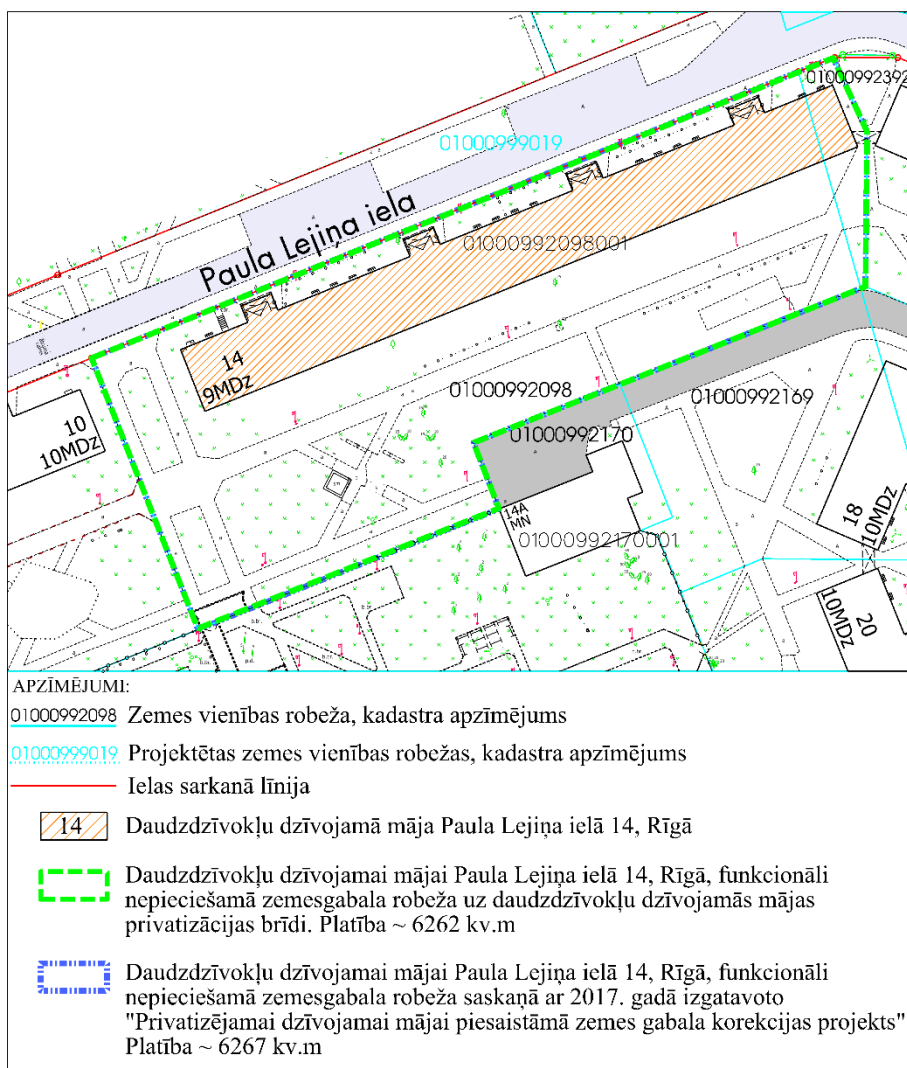 01000992392
01000999019
Paula Lejiņa iela
01000992098001
14
9MDz
10
10MDz
01000992098
01000992169
01000992170
14A
MN
01000992170001
18
10MDz
20
10MDz
APZĪMĒJUMI:
01000992098 Zemes vienības robeža, kadastra apzīmējums
01000999019 Projektētas zemes vienības robežas, kadastra apzīmējums
Ielas sarkanā līnija
14 Daudzdzīvokļu dzīvojamā māja Paula Lejiņa ielā 14, Rīgā
Daudzdzīvokļu dzīvojamai mājai Paula Lejiņa ielā 14, Rīgā, funkcionāli
nepieciešamā zemesgabala robeža uz daudzdzīvokļu dzīvojamās mājas
privatizācijas brīdi. Platība ~ 6262 kv.m
Daudzdzīvokļu dzīvojamai mājai Paula Lejiņa ielā 14, Rīgā, funkcionāli
nepieciešamā zemesgabala robeža saskaņā ar 2017. gadā izgatavoto
"Privatizējamai dzīvojamai mājai piesaistāmā zemes gabala korekcijas projekts"
Platība ~ 6267 kv.m